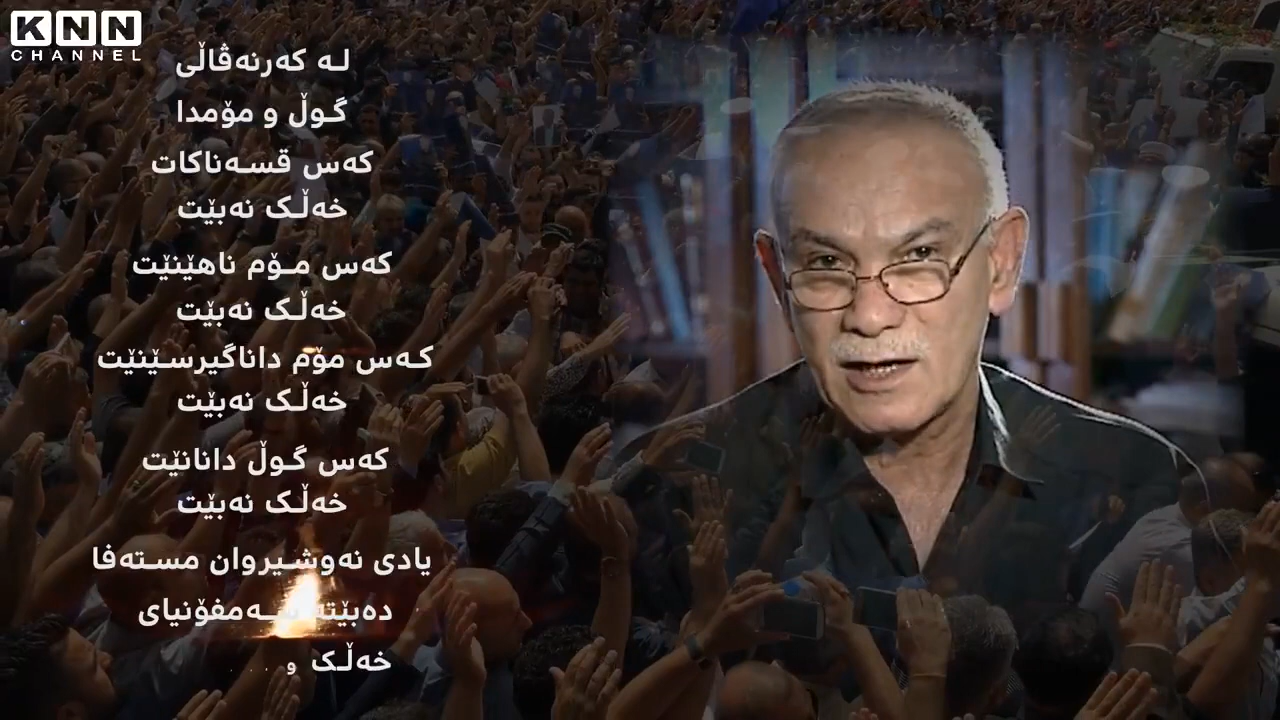 KNN
CHANNEL
لە کەرنەڤاڵی
گوڵ و مۆمدا
کەس قسەناکات
خەڵک نەبێت
کەس مۆم ناهێنێت
خەڵک نەبێت
کەس مۆم داناگیرسێنێت
خەڵک نەبێت
کەس گوڵ دانانێت
خەڵک نەبێت
یادی نەوشیروان مستەفا
دەبێتە سەمفۆنیای
خەڵک و . . .